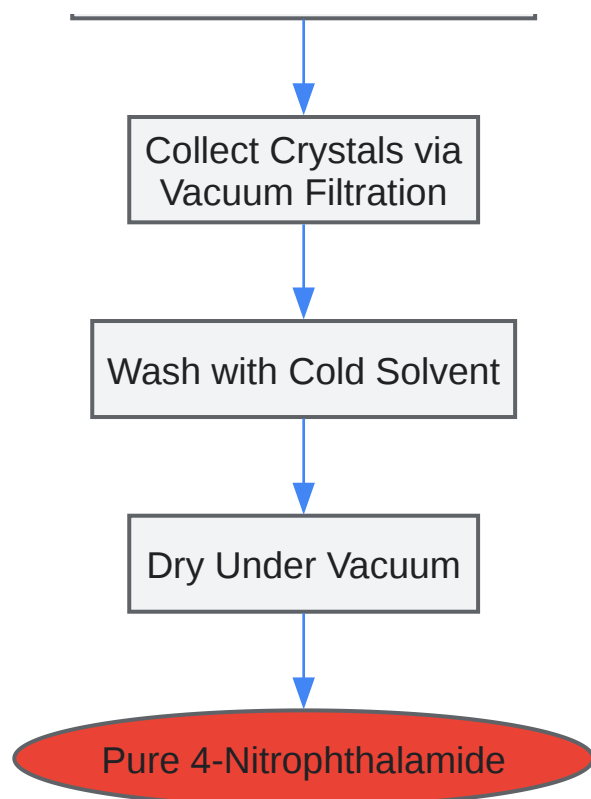 Collect Crystals via
Vacuum Filtration
Wash with Cold Solvent
Dry Under Vacuum
Pure 4-Nitrophthalamide